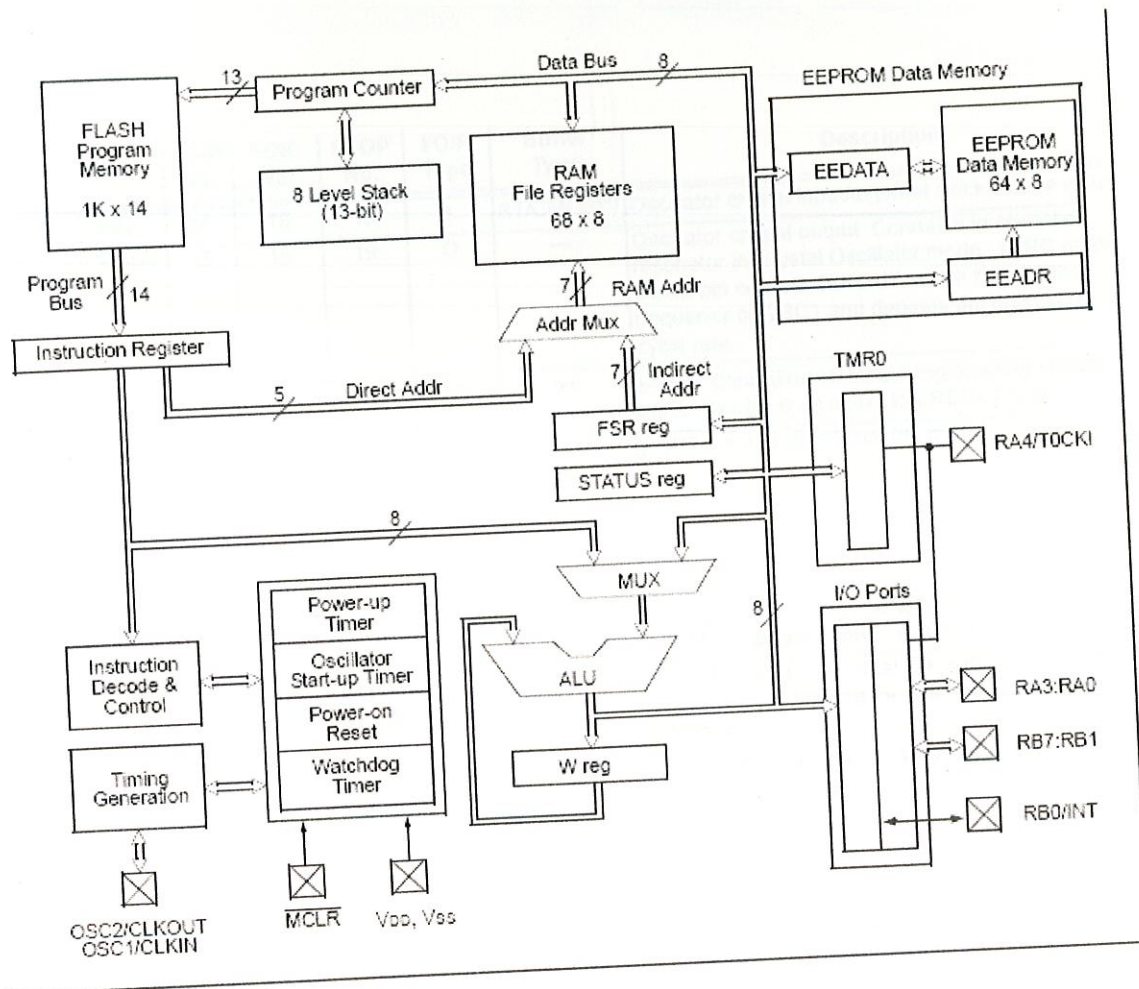 Data Bus
8
13
Program Counter
EEPROM Data Memory
FLASH
Program
Memory
1K x 14
8 Level Stack
(13-bit)
RAM
File Registers
68 x 8
EEDATA
EEPROM
Data Memory
64 x 8
EEADR
Program
Bus
14
7
RAM Addr
Addr Mux
Instruction Register
5
Direct Addr
7
Indirect
Addr
TMR0
FSR reg
RA4/T0CKI
STATUS reg
8
MUX
8
I/O Ports
Power-up
Timer
Oscillator
Start-up Timer
Power-on
Reset
Watchdog
Timer
Instruction
Decode &
Control
ALU
RA3:RA0
RB7:RB1
W reg
Timing
Generation
RB0/INT
OSC2/CLKOUT
OSC1/CLKIN
MCLR
VDD, VSS